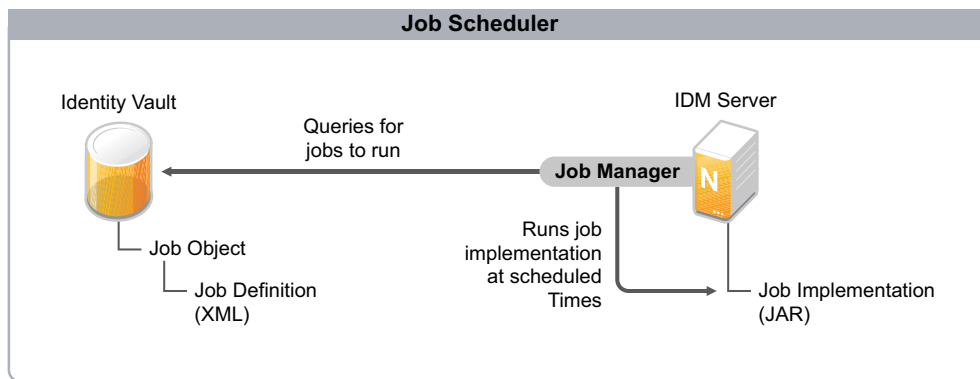 Job Scheduler
Identity Vault
IDM Server
Queries for
jobs to run
Job Manager
N
Runs job
implementation
at scheduled
Times
Job Object
Job Definition
(XML)
Job Implementation
(JAR)